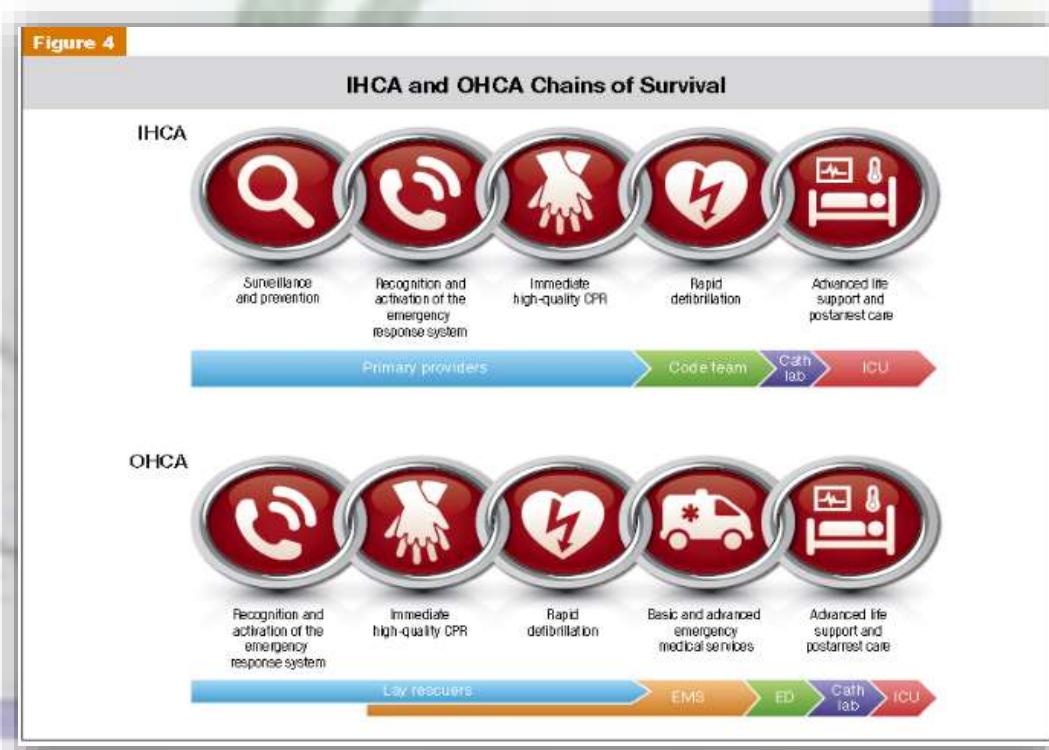 Figure 4
IHCA and OHCA Chains of Survival
IHCA
Surveillance
and prevention
Recognition and
activation of the
emergency
response system
Immediate
high-quality CPR
Rapid
defibrillation
Advanced life
support and
postarrest care
Primary providers
Code team
Cath
lab
ICU
OHCA
Recognition and
activation of the
emergency
response system
Immediate
high-quality CPR
Rapid
defibrillation
Basic and advanced
emergency
medical services
Advanced life
support and
postarrest care
Lay rescuers
EMS
ED
Cath
lab
ICU